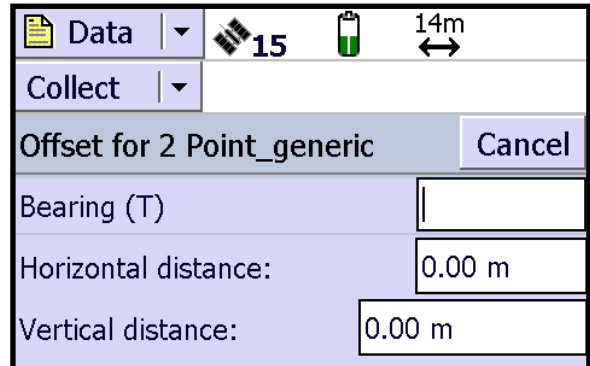 Data 15 14m
Collect
Offset for 2 Point_generic Cancel
Bearing (T)
Horizontal distance: 0.00 m
Vertical distance: 0.00 m